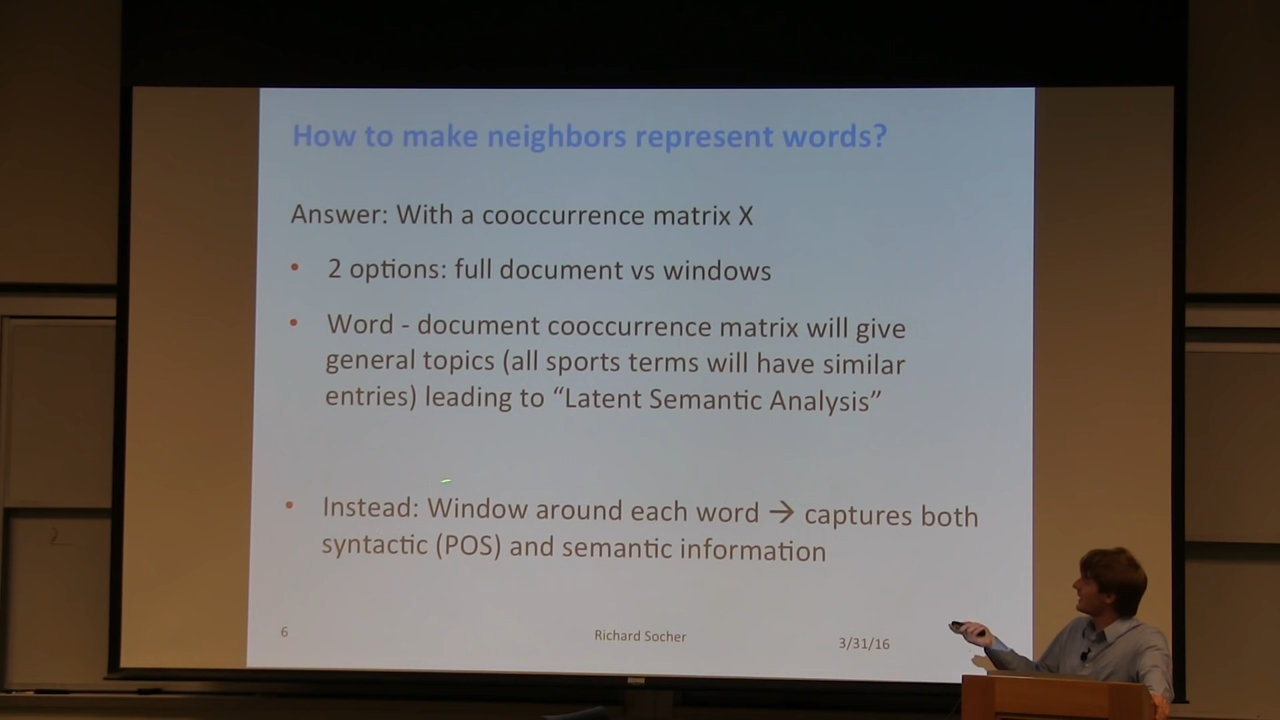 How to make neighbors represent words?
Answer: With a cooccurrence matrix X
• 2 options: full document vs windows
• Word - document cooccurrence matrix will give
general topics (all sports terms will have similar
entries) leading to “Latent Semantic Analysis”
• Instead: Window around each word → captures both
syntactic (POS) and semantic information
6
Richard Socher
3/31/16
2